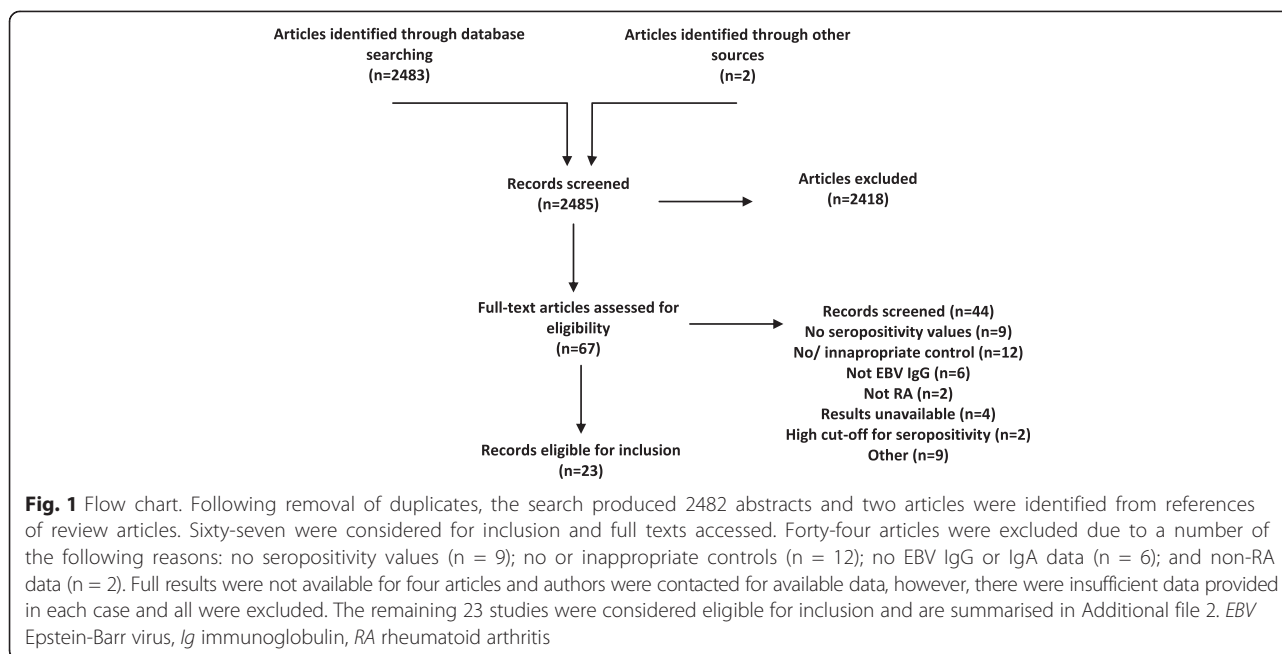 Articles identified through database
searching
(n=2483)
Articles identified through other
sources
(n=2)
Records screened
(n=2485)
Articles excluded
(n=2418)
Full-text articles assessed for
eligibility
(n=67)
Records screened (n=44)
No seropositivity values (n=9)
No/ innapropriate control (n=12)
Not EBV IgG (n=6)
Not RA (n=2)
Results unavailable (n=4)
High cut-off for seropositivity (n=2)
Other (n=9)
Records eligible for inclusion
(n=23)
Fig. 1 Flow chart. Following removal of duplicates, the search produced 2482 abstracts and two articles were identified from references
of review articles. Sixty-seven were considered for inclusion and full texts accessed. Forty-four articles were excluded due to a number of
the following reasons: no seropositivity values (n = 9); no or inappropriate controls (n = 12); no EBV IgG or IgA data (n = 6); and non-RA
data (n = 2). Full results were not available for four articles and authors were contacted for available data, however, there were insufficient data provided
in each case and all were excluded. The remaining 23 studies were considered eligible for inclusion and are summarised in Additional file 2. EBV
Epstein-Barr virus, Ig immunoglobulin, RA rheumatoid arthritis